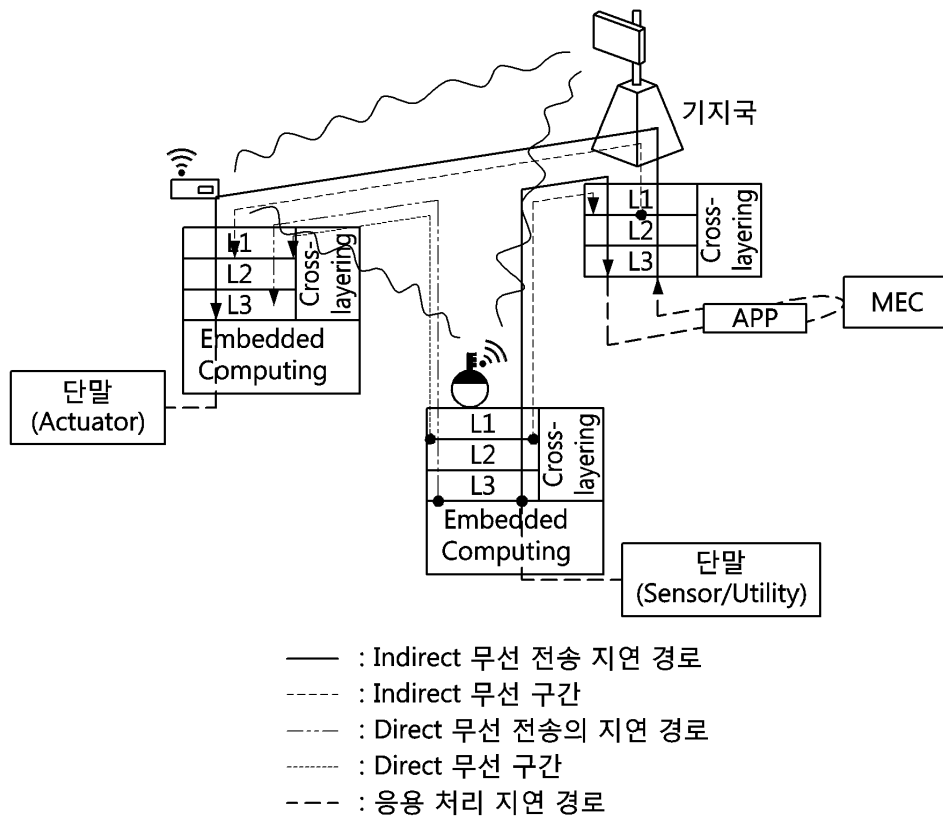 기지국
L1
L2
L3
Cross-
layering
MEC
APP
L1
L2
L3
Cross-
layering
Embedded
Computing
단말
(Actuator)
L1
L2
L3
Cross-
layering
Embedded
Computing
단말
(Sensor/Utility)
: Indirect 무선 전송 지연 경로
: Indirect 무선 구간
: Direct 무선 전송의 지연 경로
: Direct 무선 구간
: 응용 처리 지연 경로